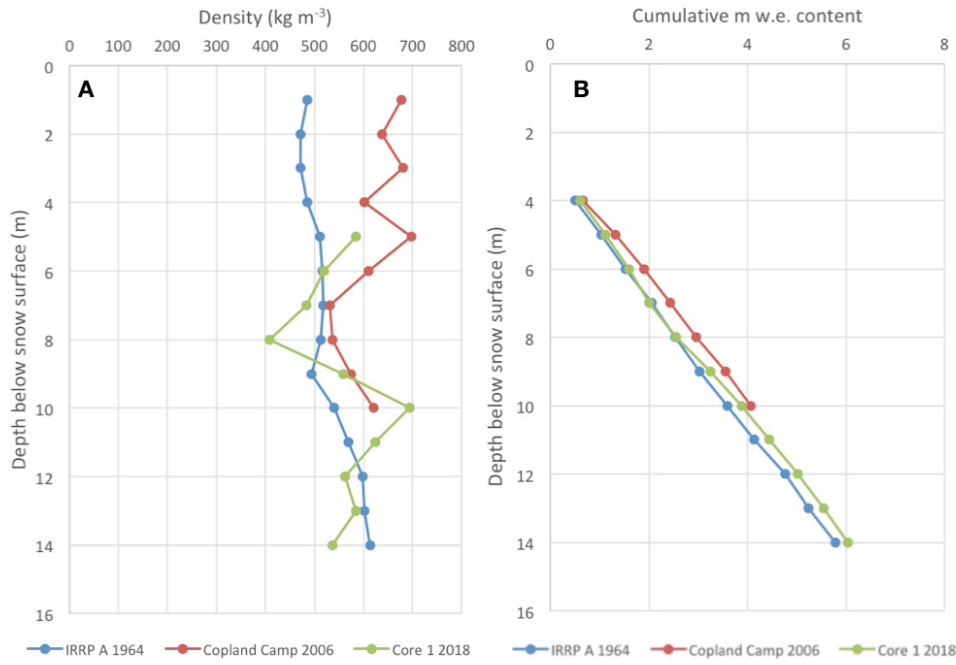 Density (kg m⁻³)
0 100 200 300 400 500 600 700 800
A
0
2
4
6
8
10
12
14
16
Depth below snow surface (m)
IRRP A 1964 Copland Camp 2006 Core 1 2018
Cumulative m w.e. content
0 2 4 6 8
B
0
2
4
6
8
10
12
14
16
Depth below snow surface (m)
IRRP A 1964 Copland Camp 2006 Core 1 2018